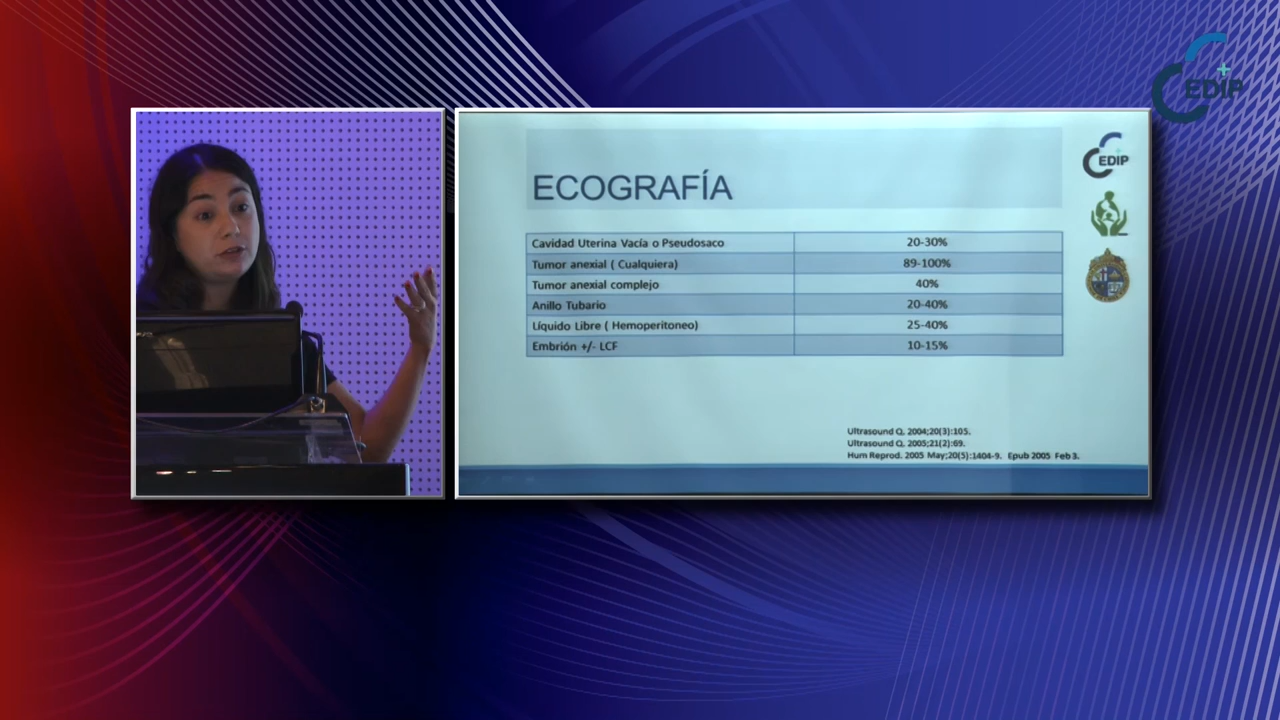 EDIP
ECOGRAFÍA
EDIP
Cavidad Uterina Vacía o Pseudosaco 20-30%
Tumor anexial ( Cualquiera) 89-100%
Tumor anexial complejo 40%
Anillo Tubario 20-40%
Líquido Libre ( Hemoperitoneo) 25-40%
Embrión +/- LCF 10-15%
Ultrasound Q, 2004;20(3):105.
Ultrasound Q, 2005;21(2):69.
Hum Reprod. 2005 May;20(5):1404-9. Epub 2005 Feb 3.